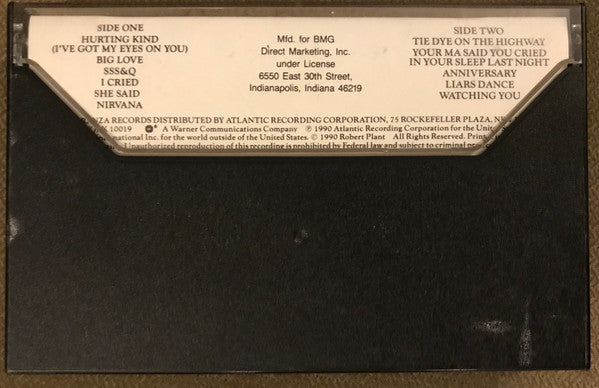 SIDE ONE
HURTING KIND
(I'VE GOT MY EYES ON YOU)
BIG LOVE
SSS&Q
I CRIED
SHE SAID
NIRVANA
Mfd. for BMG
Direct Marketing, Inc.
under License
6550 East 30th Street,
Indianapolis, Indiana 46219
SIDE TWO
TIE DYE ON THE HIGHWAY
YOUR MA SAID YOU CRIED
IN YOUR SLEEP LAST NIGHT
ANNIVERSARY
LIARS DANCE
WATCHING YOU
RECORDS DISTRIBUTED BY ATLANTIC RECORDING CORPORATION, 75 ROCKEFELLER PLAZA,
10019 A Warner Communications Company ℗ 1990 Atlantic Recording Corporation for the
Inc. for the world outside of the United States. © 1990 Robert Plant All Rights Reserved.
Unauthorized reproduction of this recording is prohibited by Federal law and subject to criminal